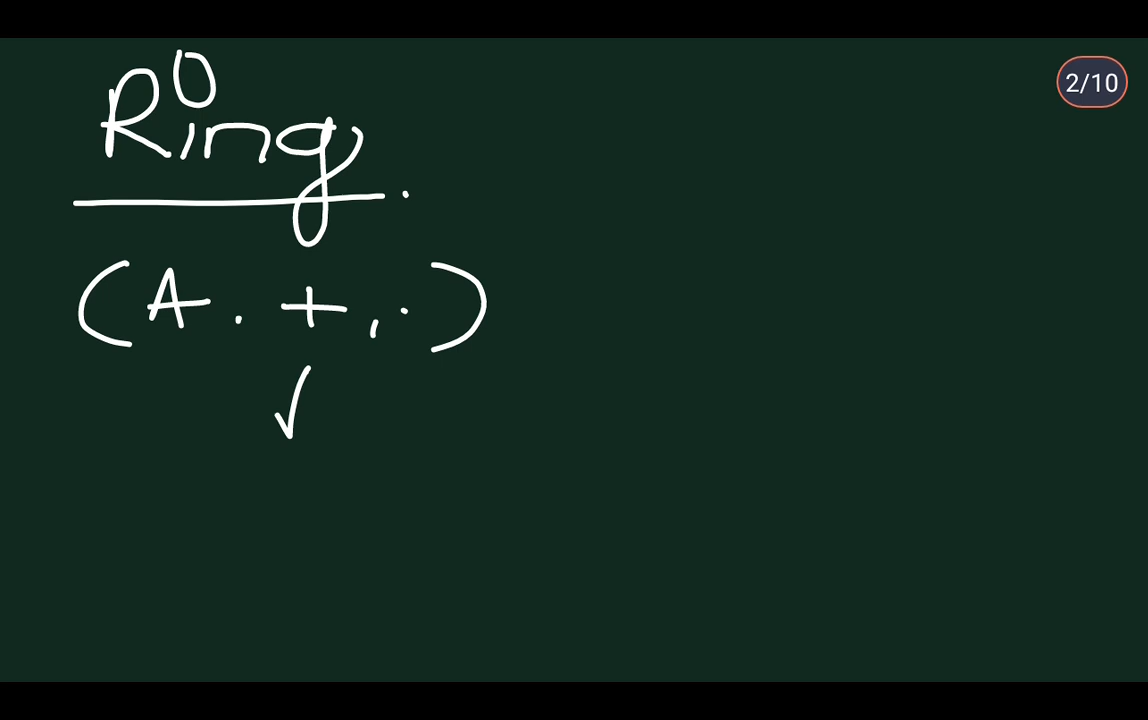 Ring.
(A. +, ·)
✓
2/10